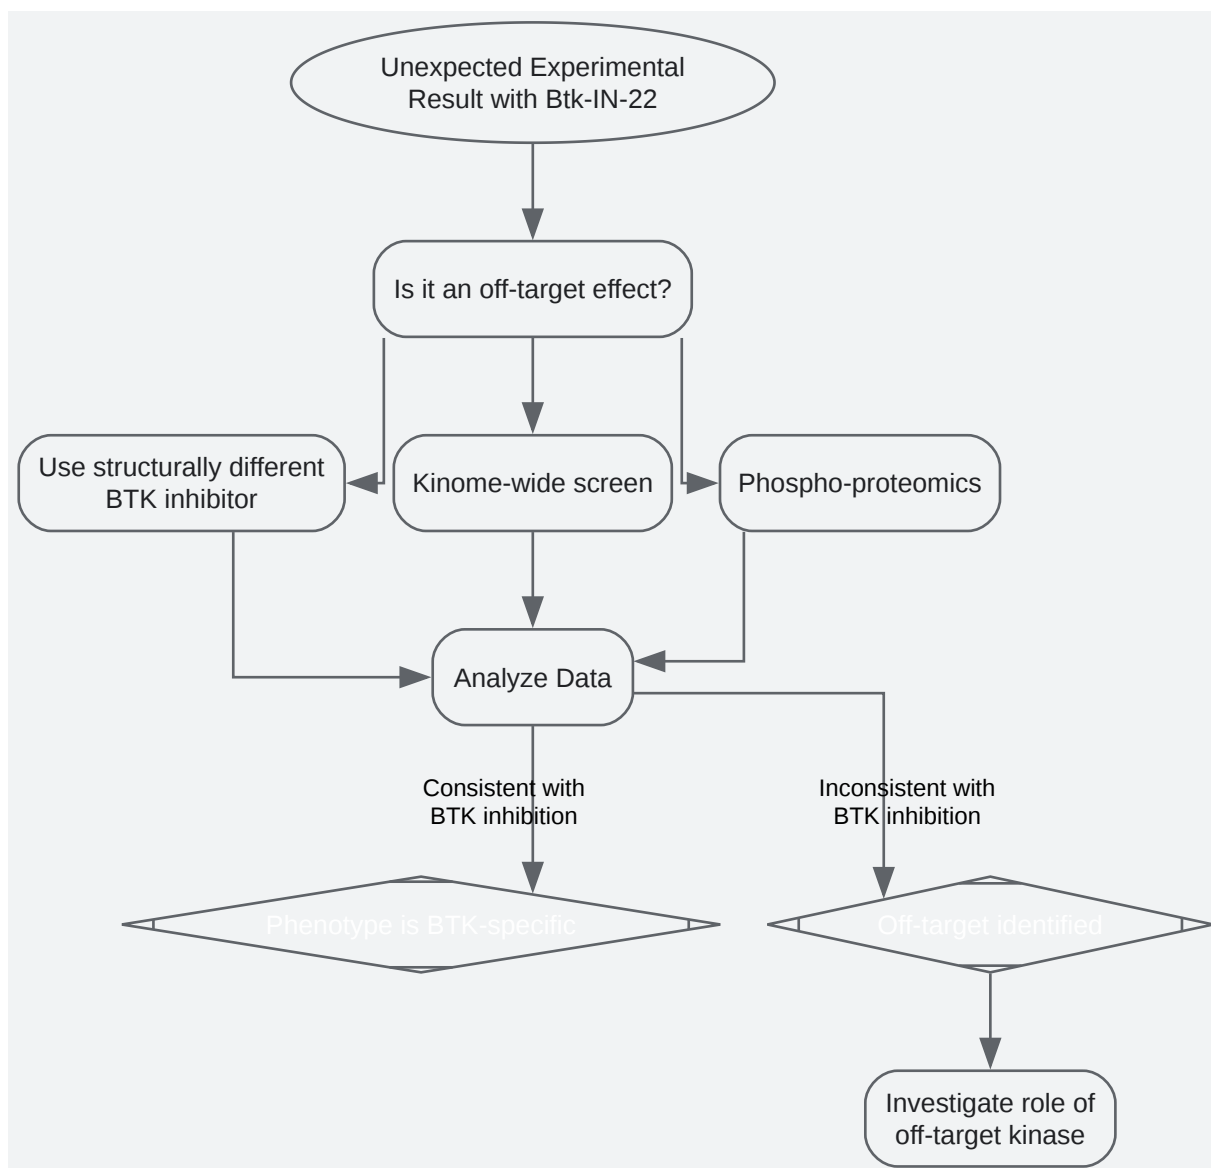 Unexpected Experimental
Result with Btk-IN-22
Is it an off-target effect?
Use structurally different
BTK inhibitor
Kinome-wide screen
Phospho-proteomics
Analyze Data
Consistent with
BTK inhibition
Inconsistent with
BTK inhibition
Phenotype is BTK-specific
Off-target identified
Investigate role of
off-target kinase